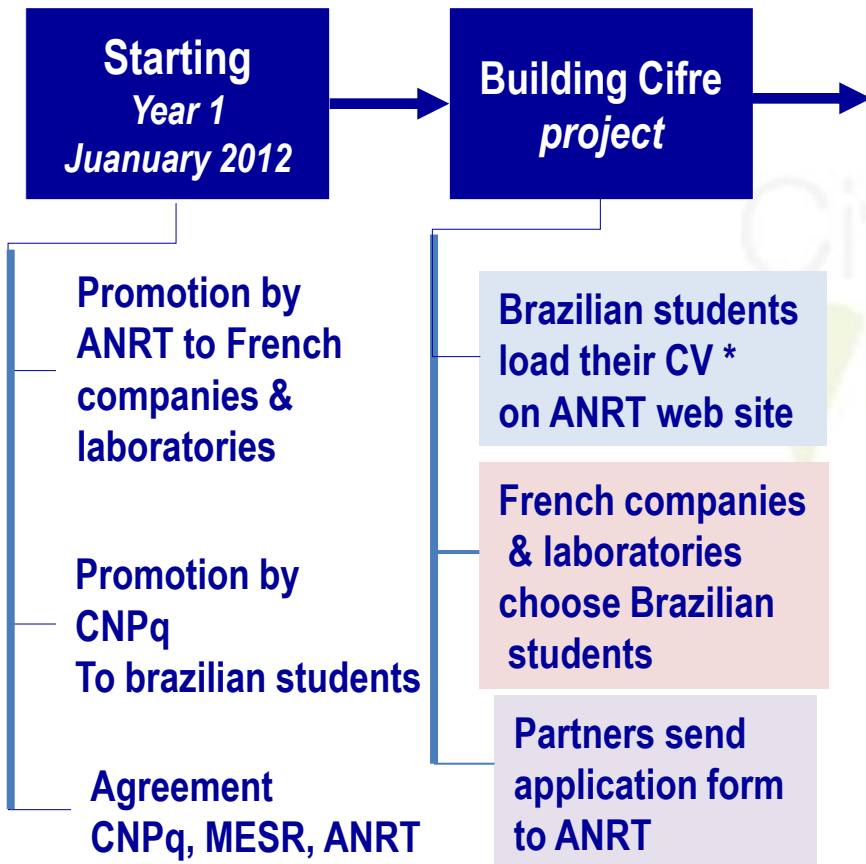 Starting
Year 1
Juanuary 2012
Building Cifre
project
Promotion by
ANRT to French
companies &
laboratories
Promotion by
CNPq
To brazilian students
Agreement
CNPq, MESR, ANRT
Brazilian students
load their CV *
on ANRT web site
French companies
& laboratories
choose Brazilian
students
Partners send
application form
to ANRT